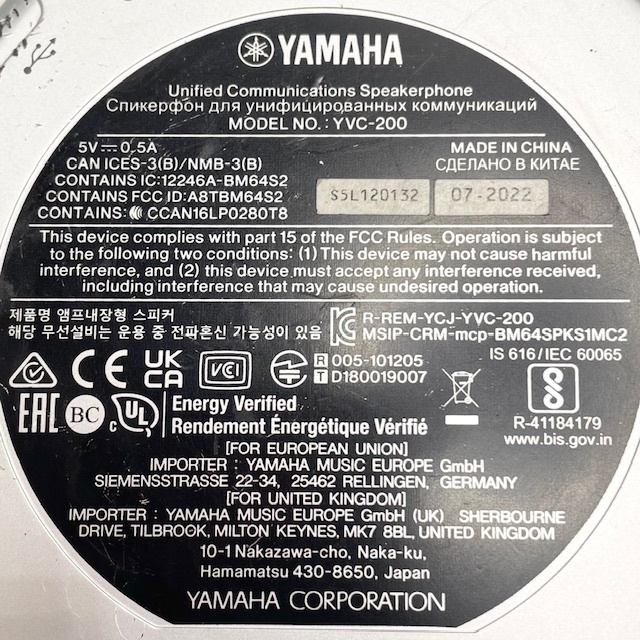 YAMAHA
Unified Communications Speakerphone
Спикерфон для унифицированных коммуникаций
MODEL NO. : YVC-200
5V⎓0.5A
MADE IN CHINA
CAN ICES-3(B)/NMB-3(B)
СДЕЛАНО В КИТАЕ
CONTAINS IC:12246A-BM64S2
CONTAINS FCC ID:A8TBM64S2
S5L120132
07-2022
CONTAINS: CCAN16LP0280T8
This device complies with part 15 of the FCC Rules. Operation is subject
to the following two conditions: (1) This device may not cause harmful
interference, and (2) this device must accept any interference received,
including interference that may cause undesired operation.
제품명 앰프내장형 스피커
해당 무선설비는 운용 중 전파혼신 가능성이 있음
R-REM-YCJ-YVC-200
MSIP-CRM-mcp-BM64SPKS1MC2
IS 616/IEC 60065
CE
UK
CA
VCI
R 005-101205
T D180019007
EAC
BC
c UL
Energy Verified
Rendement Énergétique Vérifié
R-41184179
www.bis.gov.in
[FOR EUROPEAN UNION]
IMPORTER : YAMAHA MUSIC EUROPE GmbH
SIEMENSSTRASSE 22-34, 25462 RELLINGEN, GERMANY
[FOR UNITED KINGDOM]
IMPORTER : YAMAHA MUSIC EUROPE GmbH (UK) SHERBOURNE
DRIVE, TILBROOK, MILTON KEYNES, MK7 8BL, UNITED KINGDOM
10-1 Nakazawa-cho, Naka-ku,
Hamamatsu 430-8650, Japan
YAMAHA CORPORATION